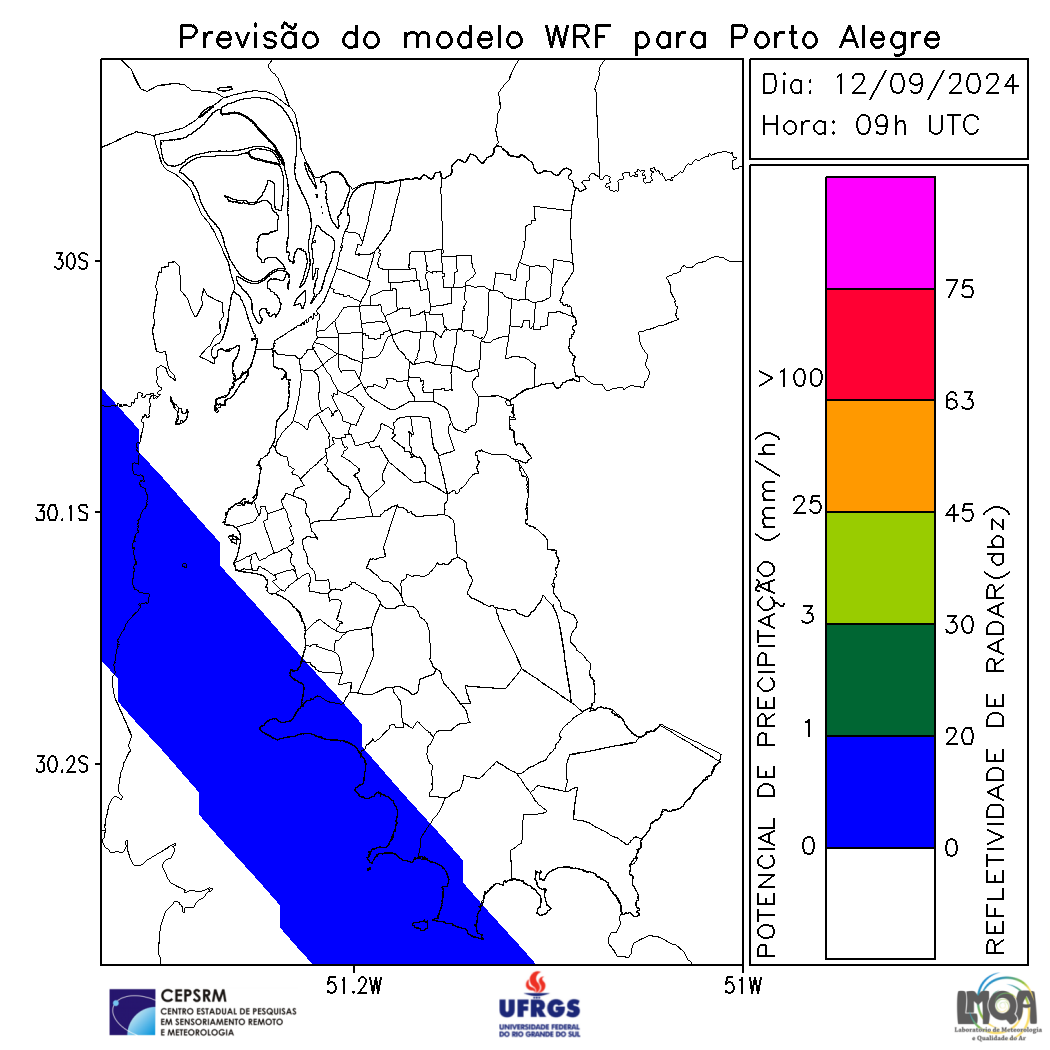 Previsão do modelo WRF para Porto Alegre
Dia: 12/09/2024
Hora: 09h UTC
30S
30.1S
30.2S
51.2W
51W
POTENCIAL DE PRECIPITAÇÃO (mm/h)
>100
25
3
1
0
75
63
45
30
20
0
REFLETIVIDADE DE RADAR(dbz)
CEPSRM
CENTRO ESTADUAL DE PESQUISAS
EM SENSORIAMENTO REMOTO
E METEOROLOGIA
UFRGS
UNIVERSIDADE FEDERAL
DO RIO GRANDE DO SUL
LMQA
Laboratório de Meteorologia
e Qualidade do Ar